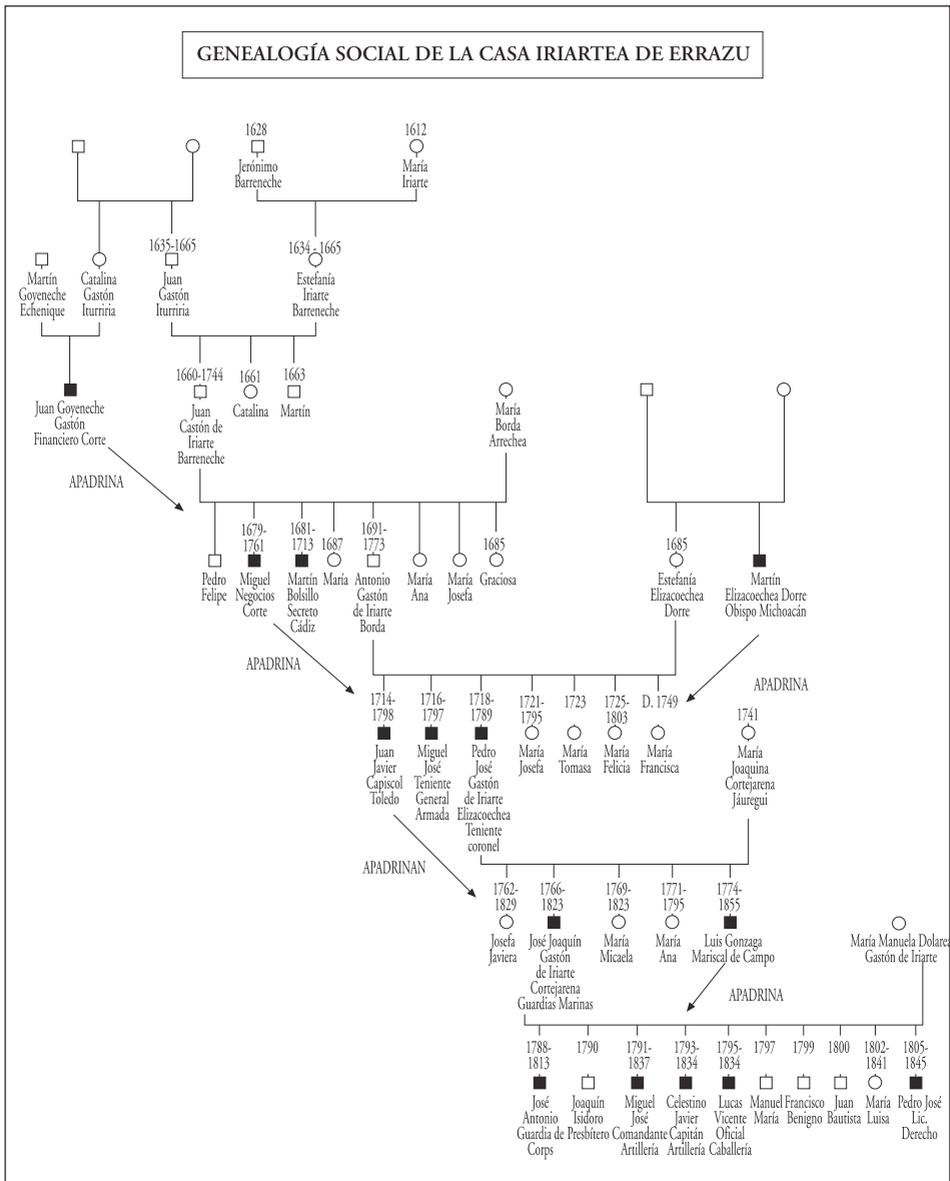 GENEALOGÍA SOCIAL DE LA CASA IRIARTEA DE ERRAZU
1628
Jerónimo
Barreneche
1612
María
Iriarte
Martín
Goyeneche
Echenique
Catalina
Gastón
Iturriria
1635-1665
Juan
Gastón
Iturriria
1634 - 1665
Estefanía
Iriarte
Barreneche
Juan Goyeneche
Gastón
Financiero Corte
1660-1744
Juan
Castón de
Iriarte
Barreneche
1661
Catalina
1663
Martín
María
Borda
Arrechea
APADRINA
Pedro
Felipe
1679-
1761
Miguel
Negocios
Corte
1681-
1713
Martín
Bolsillo
Secreto
Cádiz
1687
María
1691-
1773
Antonio
Gastón
de Iriarte
Borda
María
Ana
María
Josefa
1685
Graciosa
1685
Estefanía
Elizacoechea
Dorre
Martín
Elizacoechea Dorre
Obispo Michoacán
APADRINA
APADRINA
1714-
1798
Juan
Javier
Capiscol
Toledo
1716-
1797
Miguel
José
Teniente
General
Armada
1718-
1789
Pedro
José
Gastón
de Iriarte
Elizacoechea
Teniente
coronel
1721-
1795
María
Josefa
1723
María
Tomasa
1725-
1803
María
Felicia
D. 1749
María
Francisca
1741
María
Joaquina
Cortejarena
Jáuregui
APADRINAN
1762-
1829
Josefa
Javiera
1766-
1823
José Joaquín
Gastón
de Iriarte
Cortejarena
Guardias Marinas
1769-
1823
María
Micaela
1771-
1795
María
Ana
1774-
1855
Luis Gonzaga
Mariscal de Campo
María Manuela Dolarea
Gastón de Iriarte
APADRINA
1788-
1813
José
Antonio
Guardia de
Corps
1790
Joaquín
Isidoro
Presbítero
1791-
1837
Miguel
José
Comandante
Artillería
1793-
1834
Celestino
Javier
Capitán
Artillería
1795-
1834
Lucas
Vicente
Oficial
Caballería
1797
Manuel
María
1799
Francisco
Benigno
1800
Juan
Bautista
1802-
1841
María
Luisa
1805-
1845
Pedro José
Lic.
Derecho